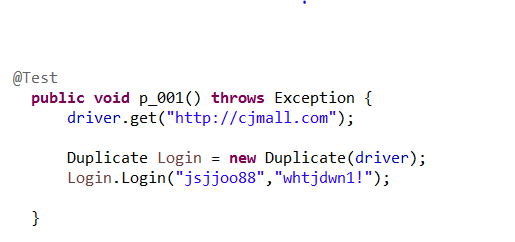 @Test
public void p_001() throws Exception {
driver.get("http://cjmall.com");
Duplicate Login = new Duplicate(driver);
Login.Login("jsjjoo88","whtjdwn1!");
}